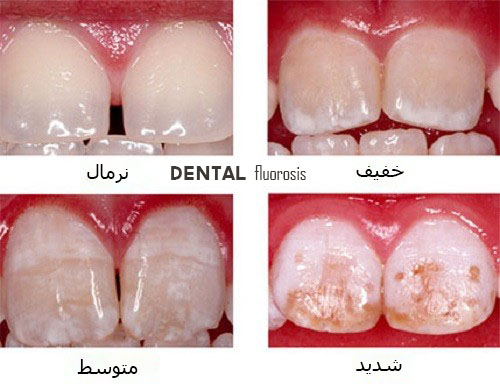 نرمال
خفیف
DENTAL fluorosis
متوسط
شدید